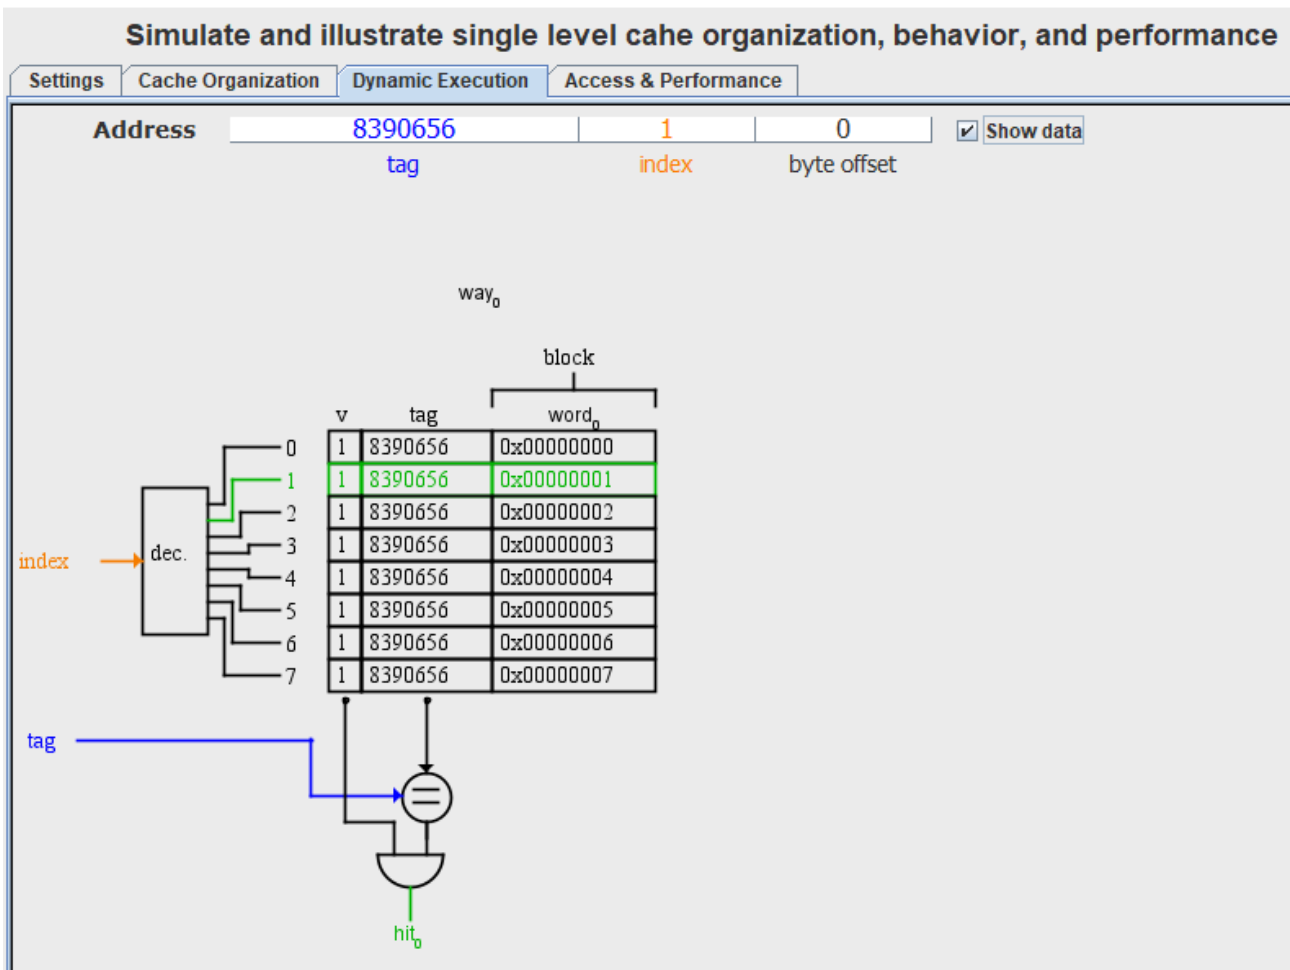 Simulate and illustrate single level cahe organization, behavior, and performance
Settings Cache Organization Dynamic Execution Access & Performance
Address 8390656 1 0 Show data
tag index byte offset
way0
block
v tag word0
0 1 8390656 0x00000000
1 1 8390656 0x00000001
2 1 8390656 0x00000002
3 1 8390656 0x00000003
4 1 8390656 0x00000004
5 1 8390656 0x00000005
6 1 8390656 0x00000006
7 1 8390656 0x00000007
index dec.
tag
=
hit0